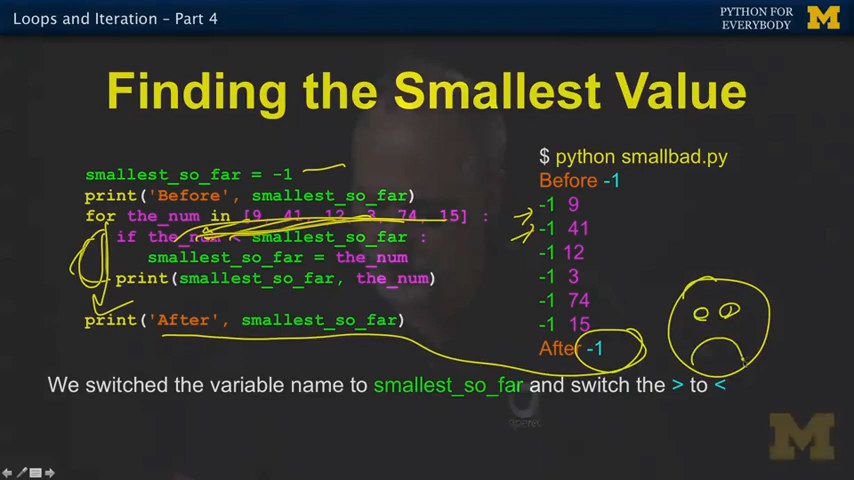 Loops and Iteration – Part 4
PYTHON FOR
EVERYBODY
Finding the Smallest Value
smallest_so_far = -1
print('Before', smallest_so_far)
for the_num in [9, 41, 12, 3, 74, 15] :
if the_num < smallest_so_far :
smallest_so_far = the_num
print(smallest_so_far, the_num)
print('After', smallest_so_far)
$ python smallbad.py
Before -1
-1 9
-1 41
-1 12
-1 3
-1 74
-1 15
After -1
We switched the variable name to smallest_so_far and switch the > to <